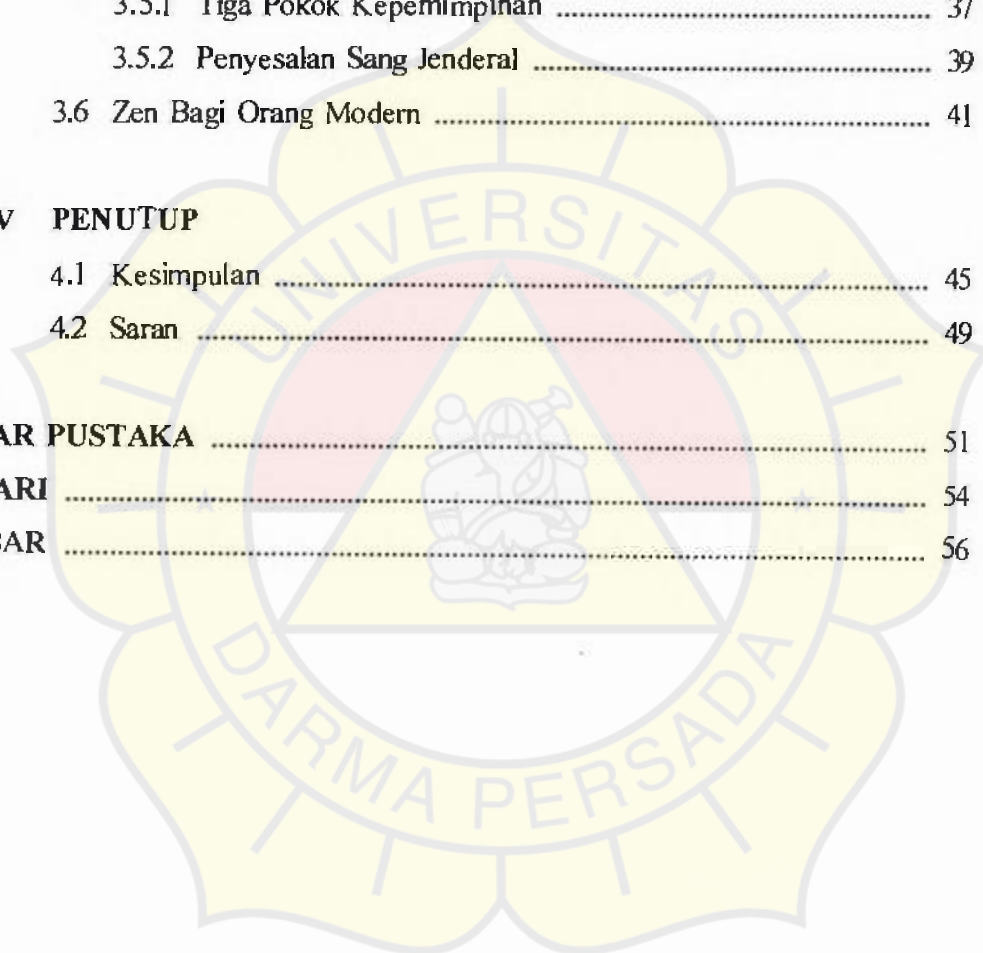 3.5.1 Tiga Pokok Kepemimpinan ........................................ 37
3.5.2 Penyesalan Sang Jenderal ........................................ 39
3.6 Zen Bagi Orang Modern ........................................ 41
V PENUTUP
4.1 Kesimpulan ........................................ 45
4.2 Saran ........................................ 49
AR PUSTAKA ........................................ 51
ARI ........................................ 54
BAR ........................................ 56
UNIVERSITAS
DARMA PERSADA